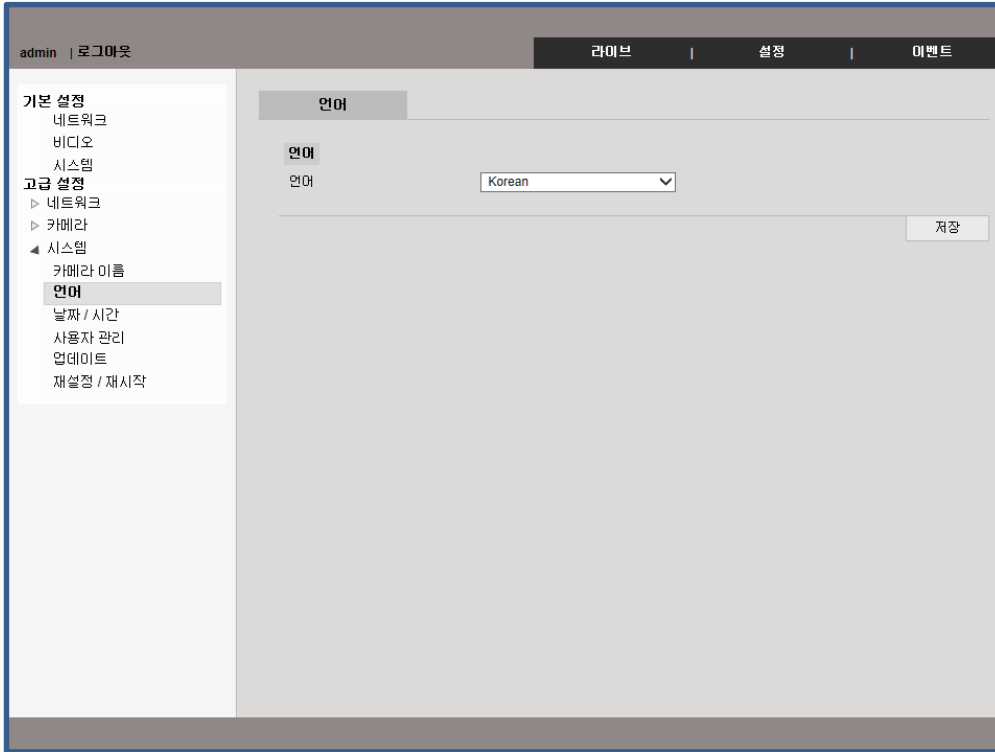 admin | 로그아웃
라이브 | 설정 | 이벤트
기본 설정
네트워크
비디오
시스템
고급 설정
▷ 네트워크
▷ 카메라
◢ 시스템
카메라 이름
언어
날짜 / 시간
사용자 관리
업데이트
재설정 / 재시작
언어
언어
언어 Korean
저장